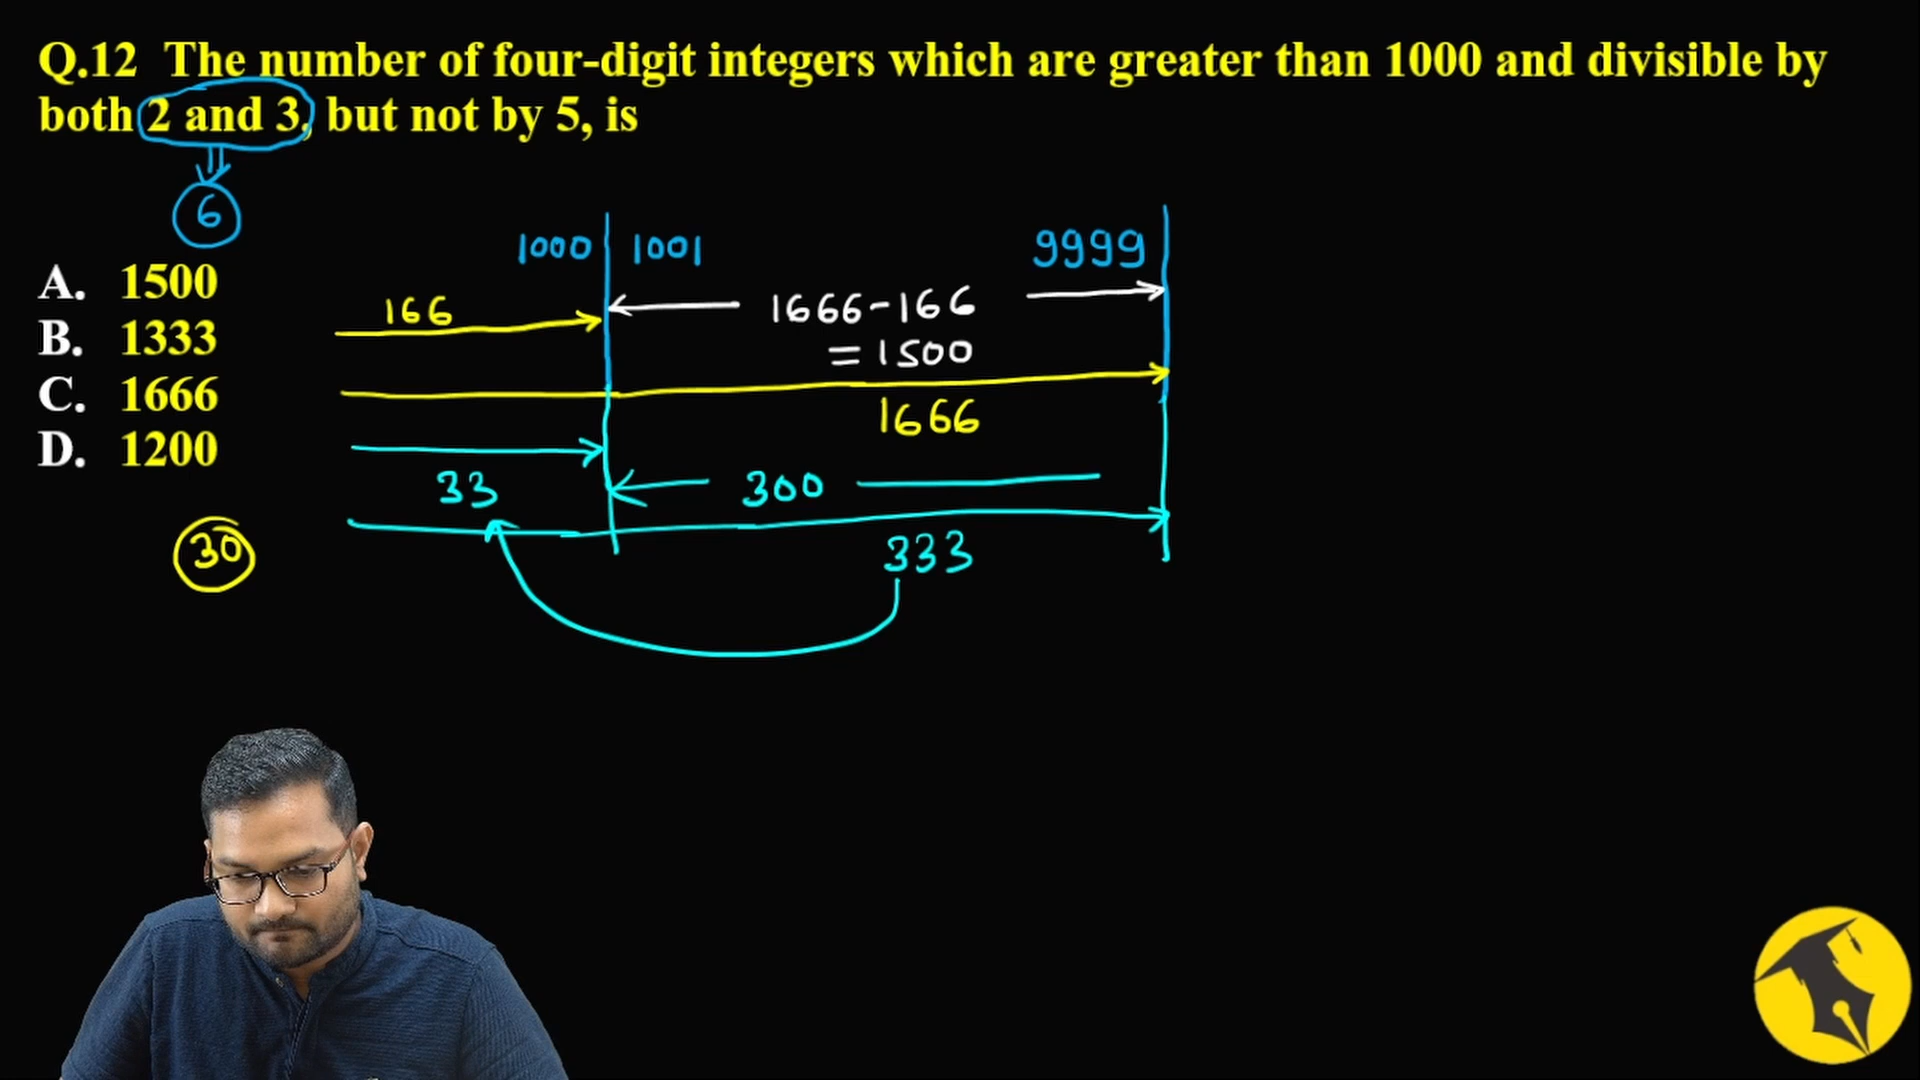 Q.12 The number of four-digit integers which are greater than 1000 and divisible by
both 2 and 3, but not by 5, is
6
A. 1500
B. 1333
C. 1666
D. 1200
30
1000 1001 9999
166 1666-166
= 1500
1666
33 300
333